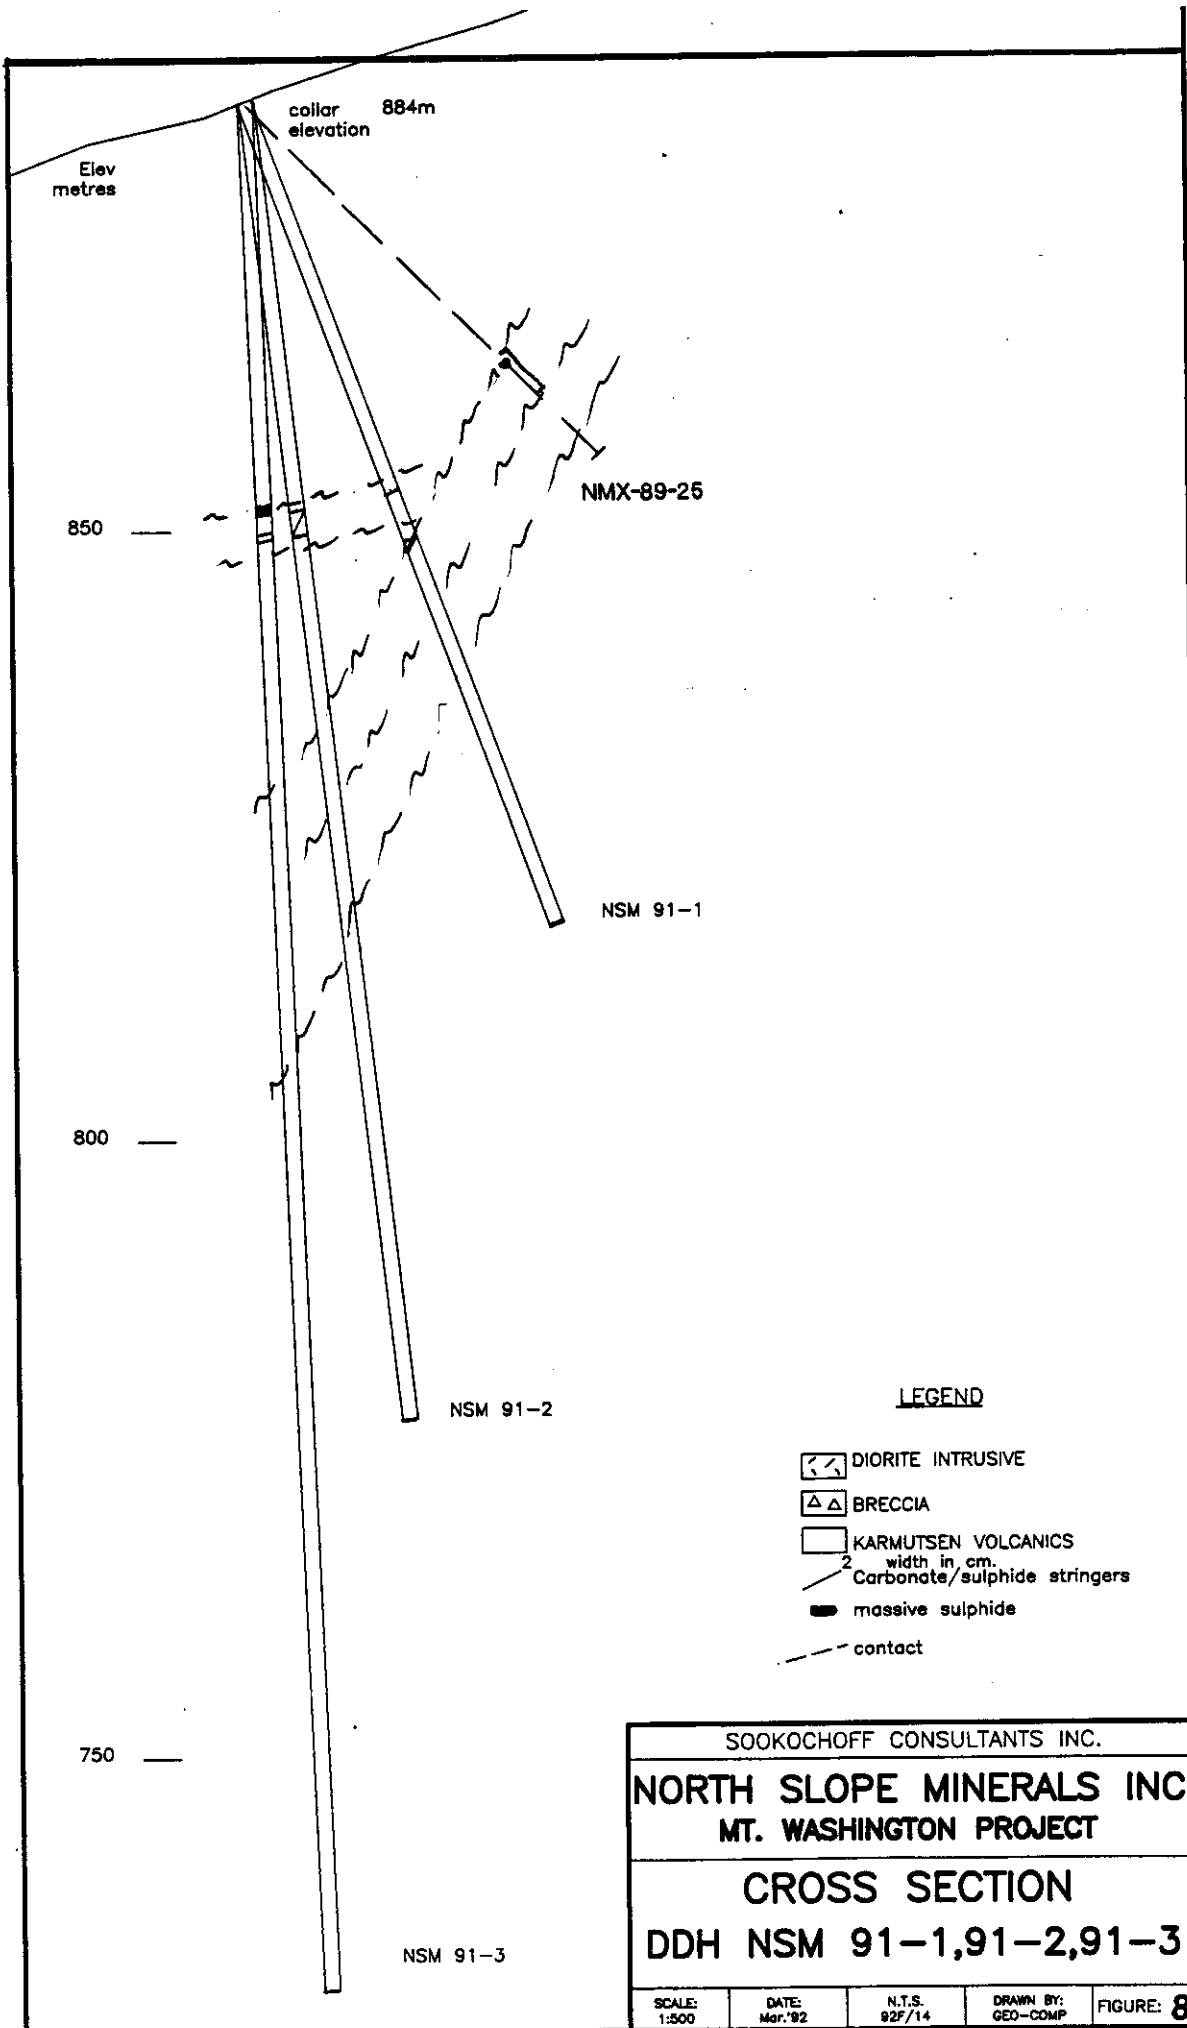 collar 884m
elevation
Elev
metres
NMX-89-25
850
NSM 91-1
800
NSM 91-2
LEGEND
DIORITE INTRUSIVE
BRECCIA
KARMUTSEN VOLCANICS
2 width in cm.
Carbonate/sulphide stringers
massive sulphide
contact
750
NSM 91-3
SOOKOCHOFF CONSULTANTS INC.
NORTH SLOPE MINERALS INC
MT. WASHINGTON PROJECT
CROSS SECTION
DDH NSM 91-1,91-2,91-3
SCALE: 1:500
DATE: Mar.'92
N.T.S. 92F/14
DRAWN BY: GEO-COMP
FIGURE: 8